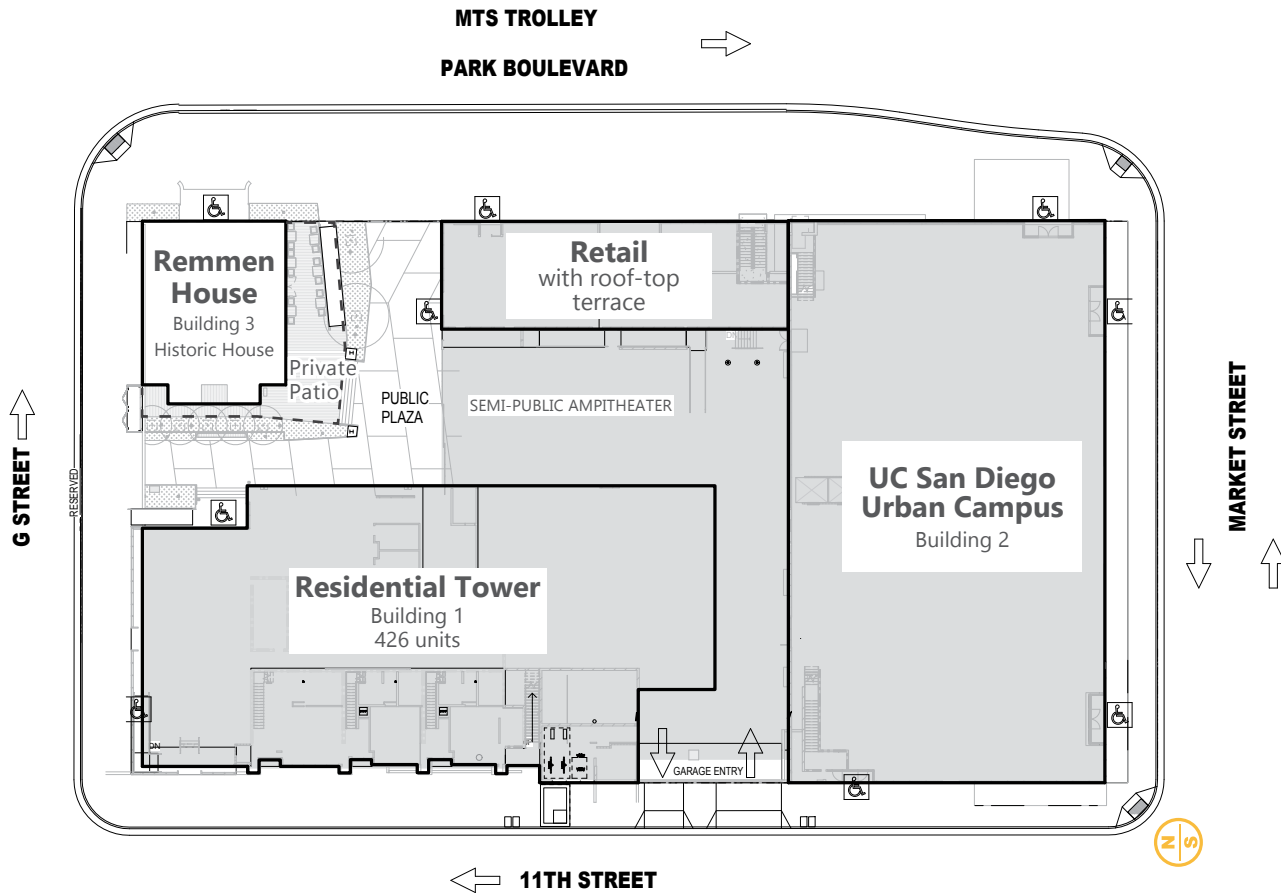 MTS TROLLEY
PARK BOULEVARD
Remmen
House
Building 3
Historic House
Retail
with roof-top
terrace
Private
Patio
PUBLIC
PLAZA
SEMI-PUBLIC AMPITHEATER
G STREET
RESERVED
MARKET STREET
UC San Diego
Urban Campus
Building 2
Residential Tower
Building 1
426 units
H
H
ON
GARAGE ENTRY
N S
11TH STREET